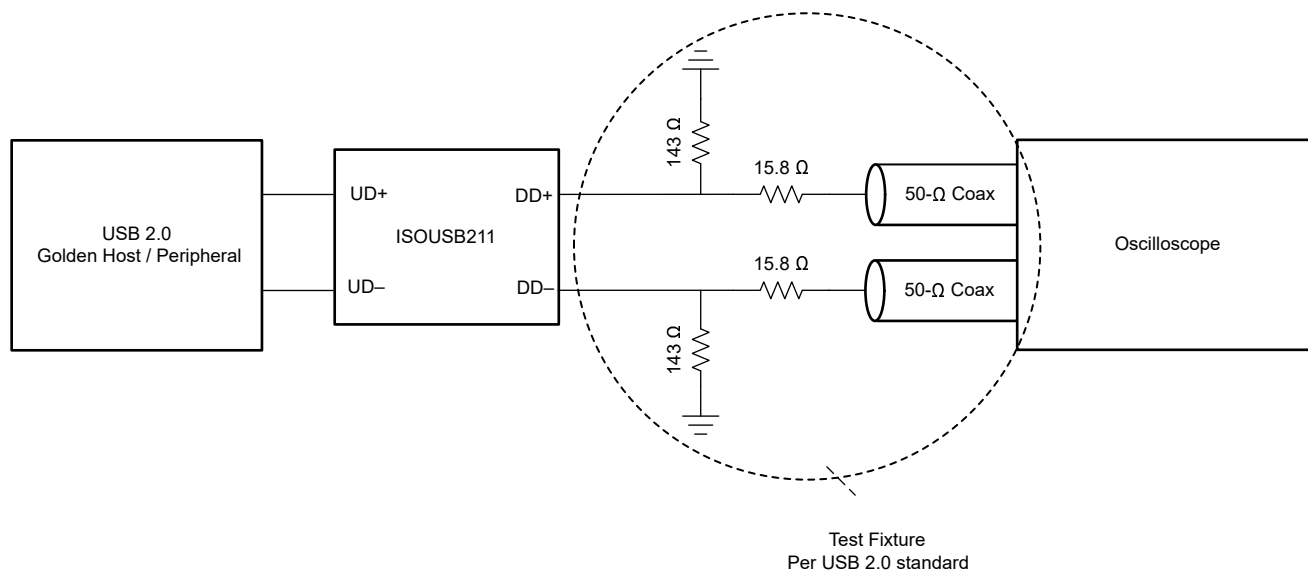 143 Ω
15.8 Ω
50-Ω Coax
UD+
DD+
USB 2.0
Golden Host / Peripheral
ISOUSB211
Oscilloscope
15.8 Ω
UD–
DD–
50-Ω Coax
143 Ω
Test Fixture
Per USB 2.0 standard